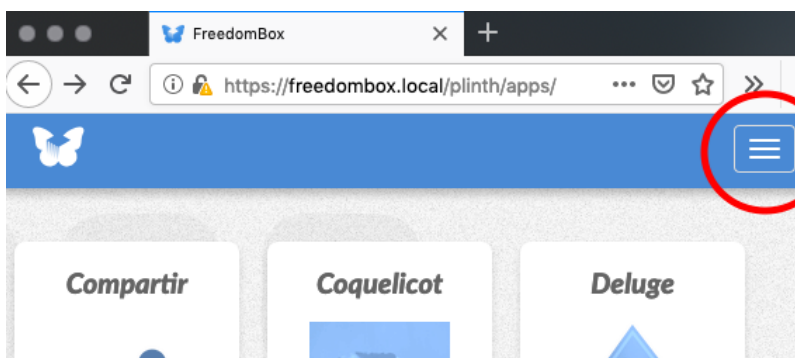 FreedomBox
https://freedombox.local/plinth/apps/
Compartir
Coquelicot
Deluge